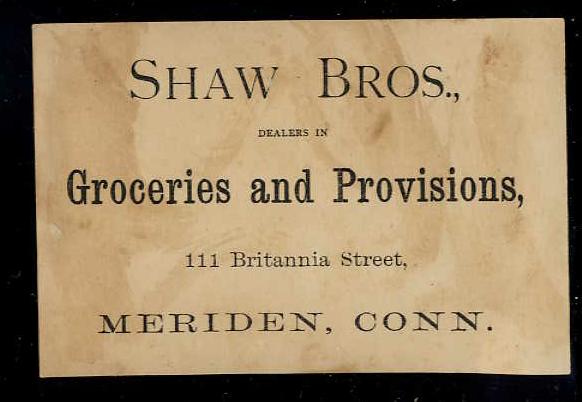 SHAW BROS.,
DEALERS IN
Groceries and Provisions,
111 Britannia Street,
MERIDEN, CONN.